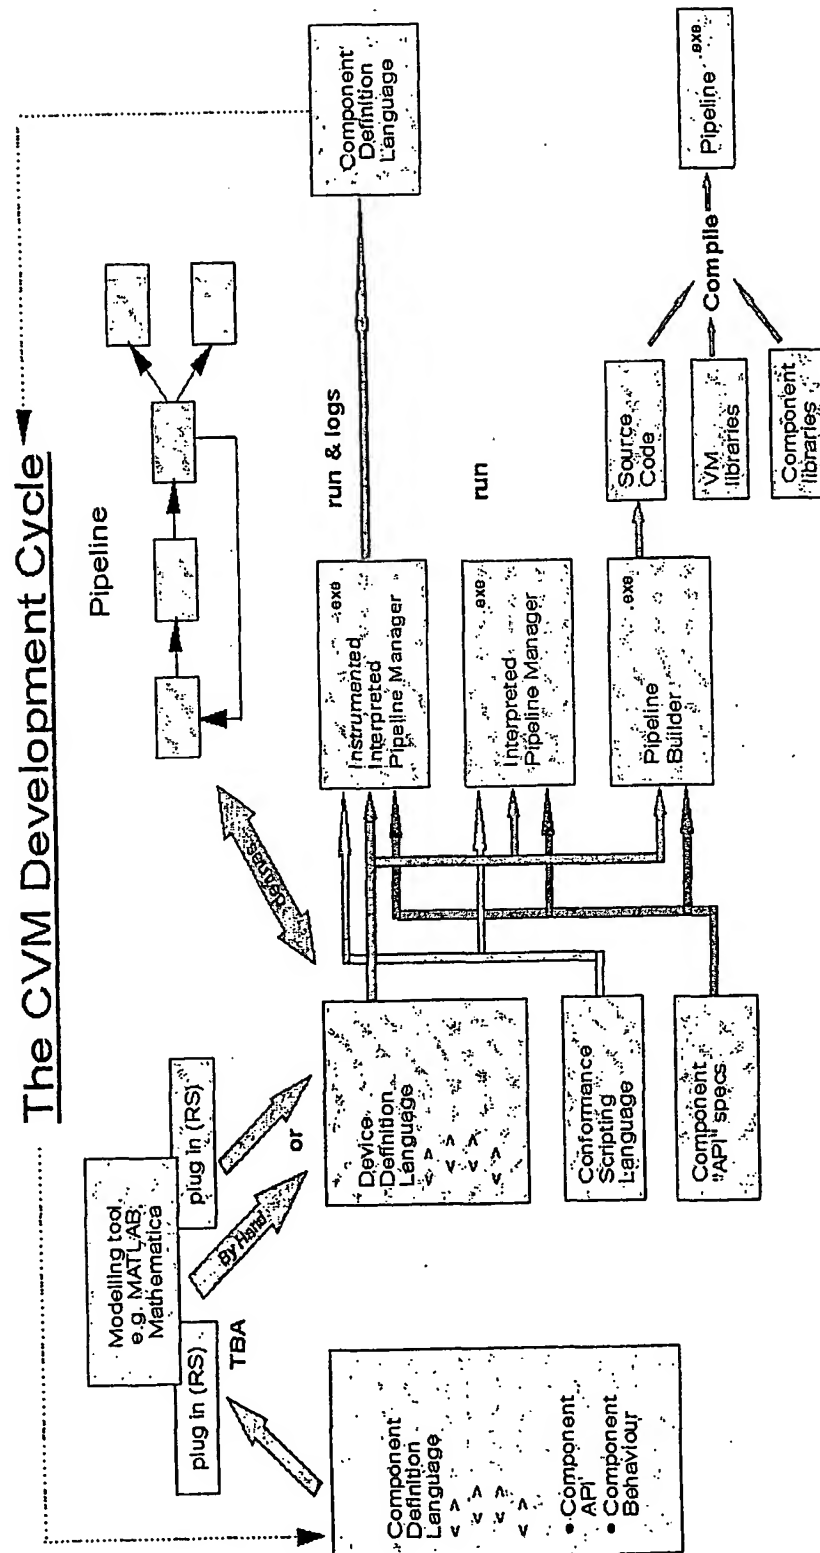 The CVM Development Cycle
Modelling tool
e.g. MATLAB,
Mathematica
plug in (RS)
plug in (RS)
TBA
By Hand
or
Component
Definition
Language
< >
< >
< >
< >
• Component
API
• Component
Behaviour
Device
Definition
Language
< >
< >
< >
< >
Conformance
Scripting
Language
Component
"API" specs.
Pipeline
.exe
Instrumented
Interpreted
Pipeline Manager
.exe
Interpreted
Pipeline Manager
.exe
Pipeline
Builder
run & logs
run
Component
Definition
Language
Source
Code
VM
libraries
Component
libraries
Compile
Pipeline
.exe